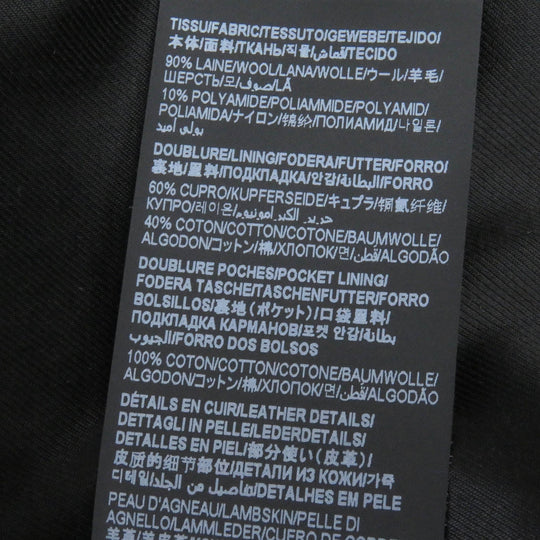 TISSU/FABRIC/TESSUTO/GEWEBE/TEJIDO/
本体/面料/ТКАНЬ/직물/قماش/TECIDO
90% LAINE/WOOL/LANA/WOLLE/ウール/羊毛/
ШЕРСТЬ/모/صوف/LÃ
10% POLYAMIDE/POLIAMMIDE/POLYAMID/
POLIAMIDA/ナイロン/锦纶/ПОЛИАМИД/나일론/
بولي أميد
DOUBLURE/LINING/FODERA/FUTTER/FORRO/
裏地/里料/ПОДКЛАДКА/안감/البطانة/FORRO
60% CUPRO/KUPFERSEIDE/キュプラ/铜氨纤维/
КУПРО/레이온/حرير الكبر أمونيوم
40% COTON/COTTON/COTONE/BAUMWOLLE/
ALGODON/コットン/棉/ХЛОПОК/면/قطن/ALGODÃO
DOUBLURE POCHES/POCKET LINING/
FODERA TASCHE/TASCHENFUTTER/FORRO
BOLSILLOS/裏地（ポケット）/口袋里料/
ПОДКЛАДКА КАРМАНОВ/포켓 안감/بطانة
الجيوب/FORRO DOS BOLSOS
100% COTON/COTTON/COTONE/BAUMWOLLE/
ALGODON/コットン/棉/ХЛОПОК/면/قطن/ALGODÃO
DÉTAILS EN CUIR/LEATHER DETAILS/
DETTAGLI IN PELLE/LEDERDETAILS/
DETALLES EN PIEL/部分使い（皮革）/
皮质的细节部位/ДЕТАЛИ ИЗ КОЖИ/가죽
디테일/تفاصيل من الجلد/DETALHES EM PELE
PEAU D'AGNEAU/LAMBSKIN/PELLE DI
AGNELLO/LAMMLEDER/CUERO DE